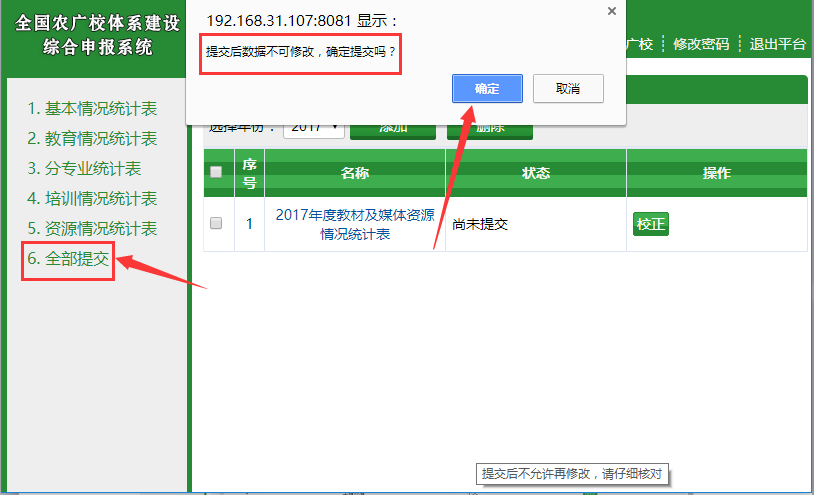 全国农广校体系建设
综合申报系统
192.168.31.107:8081 显示：
提交后数据不可修改，确定提交吗？
确定
取消
广校
修改密码
退出平台
1. 基本情况统计表
2. 教育情况统计表
3. 分专业统计表
4. 培训情况统计表
5. 资源情况统计表
6. 全部提交
选择年份：
2017
添加
删除
序号
名称
状态
操作
1
2017年度教材及媒体资源
情况统计表
尚未提交
校正
提交后不允许再修改，请仔细核对